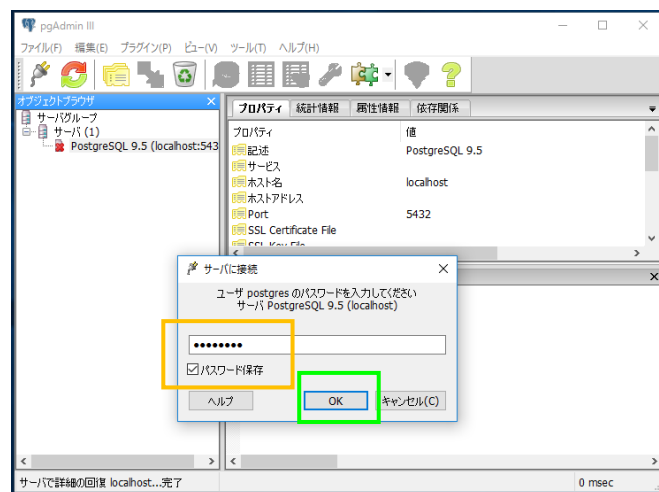 pgAdmin III
ファイル(F) 編集(E) プラグイン(P) ビュー(V) ツール(T) ヘルプ(H)
オブジェクトブラウザ
サーバグループ
サーバ (1)
PostgreSQL 9.5 (localhost:543
プロパティ 統計情報 属性情報 依存関係
プロパティ 値
記述 PostgreSQL 9.5
サービス
ホスト名 localhost
ホストアドレス
Port 5432
SSL Certificate File
SSL Key File
サーバに接続
ユーザ postgres のパスワードを入力してください
サーバ PostgreSQL 9.5 (localhost)
••••••••
パスワード保存
ヘルプ OK キャンセル(C)
サーバで詳細の回復 localhost...完了 0 msec